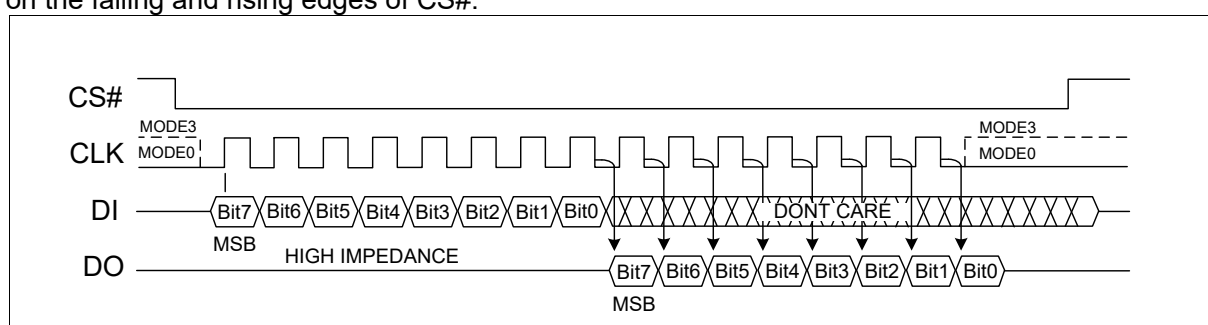 on the falling and rising edges of CS#.
CS#
MODE3 MODE3
CLK MODE0 MODE0
DI Bit7 Bit6 Bit5 Bit4 Bit3 Bit2 Bit1 Bit0 DONT CARE
MSB
DO HIGH IMPEDANCE Bit7 Bit6 Bit5 Bit4 Bit3 Bit2 Bit1 Bit0
MSB